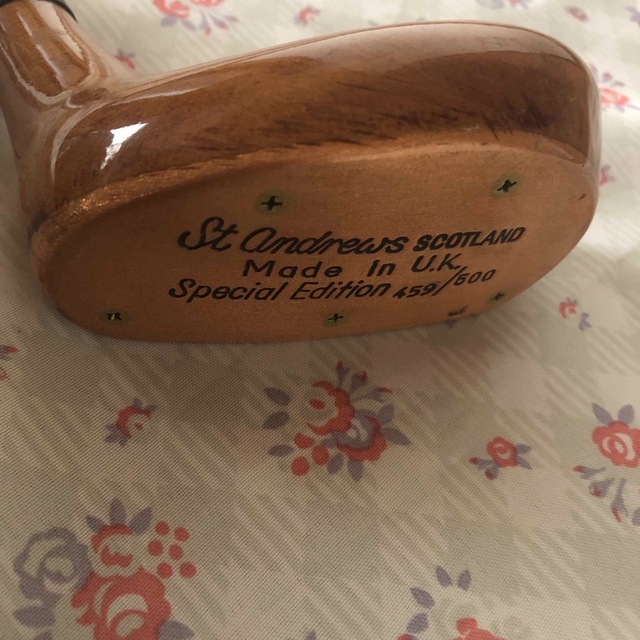 St Andrews SCOTLAND
Made In U.K.
Special Edition 459/500